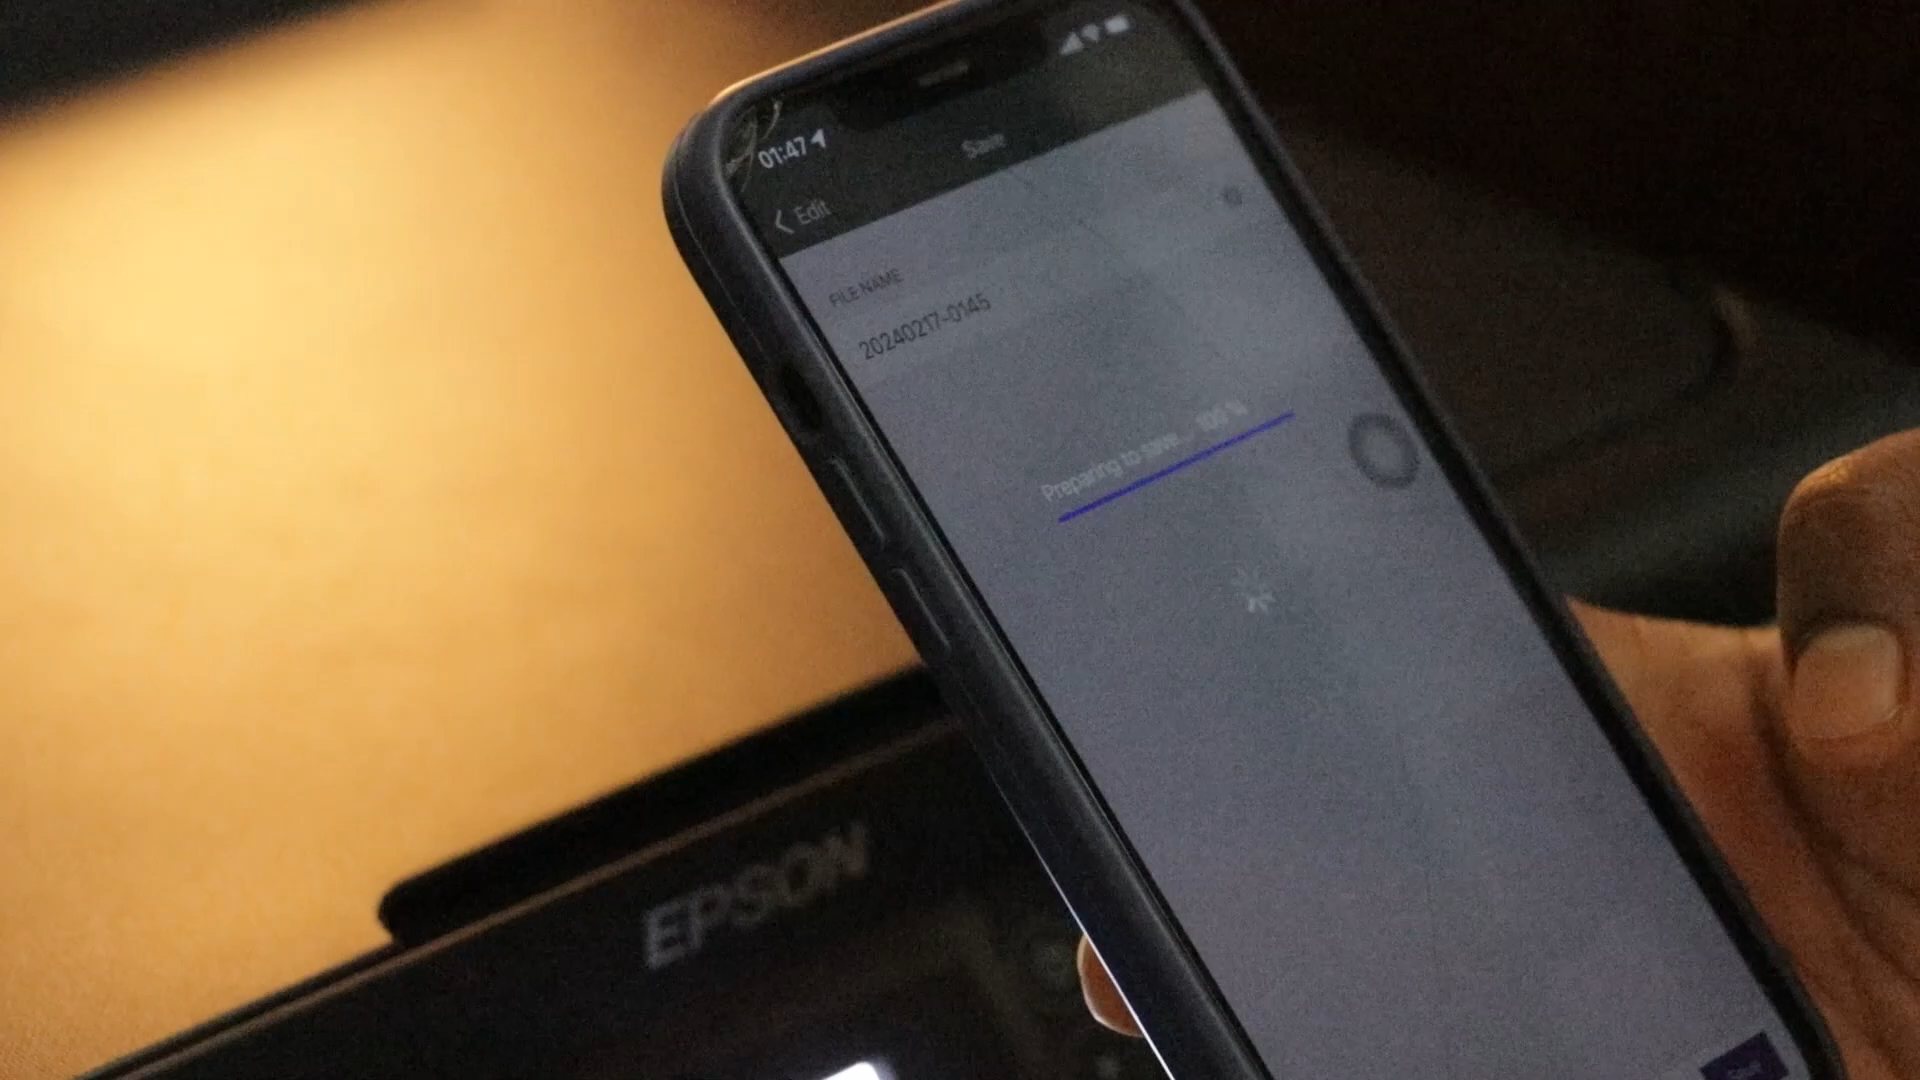 01:47
Save
Edit
FILE NAME
20240217-0145
Preparing to save... 100 %
EPSON